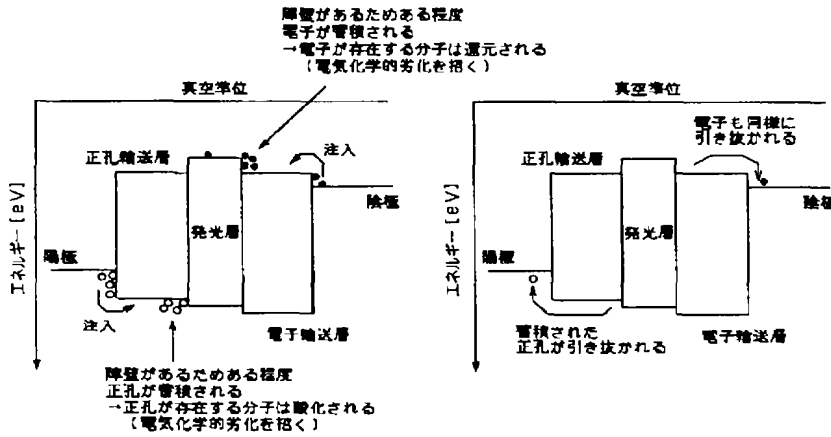 障壁があるためある程度
電子が蓄積される
→電子が存在する分子は還元される
（電気化学的劣化を招く）
真空準位
正孔輸送層
注入
陰極
発光層
陽極
エネルギー[eV]
注入
電子輸送層
障壁があるためある程度
正孔が蓄積される
→正孔が存在する分子は酸化される
（電気化学的劣化を招く）
真空準位
電子も同様に
引き抜かれる
正孔輸送層
陰極
発光層
陽極
エネルギー[eV]
蓄積された
正孔が引き抜かれる
電子輸送層